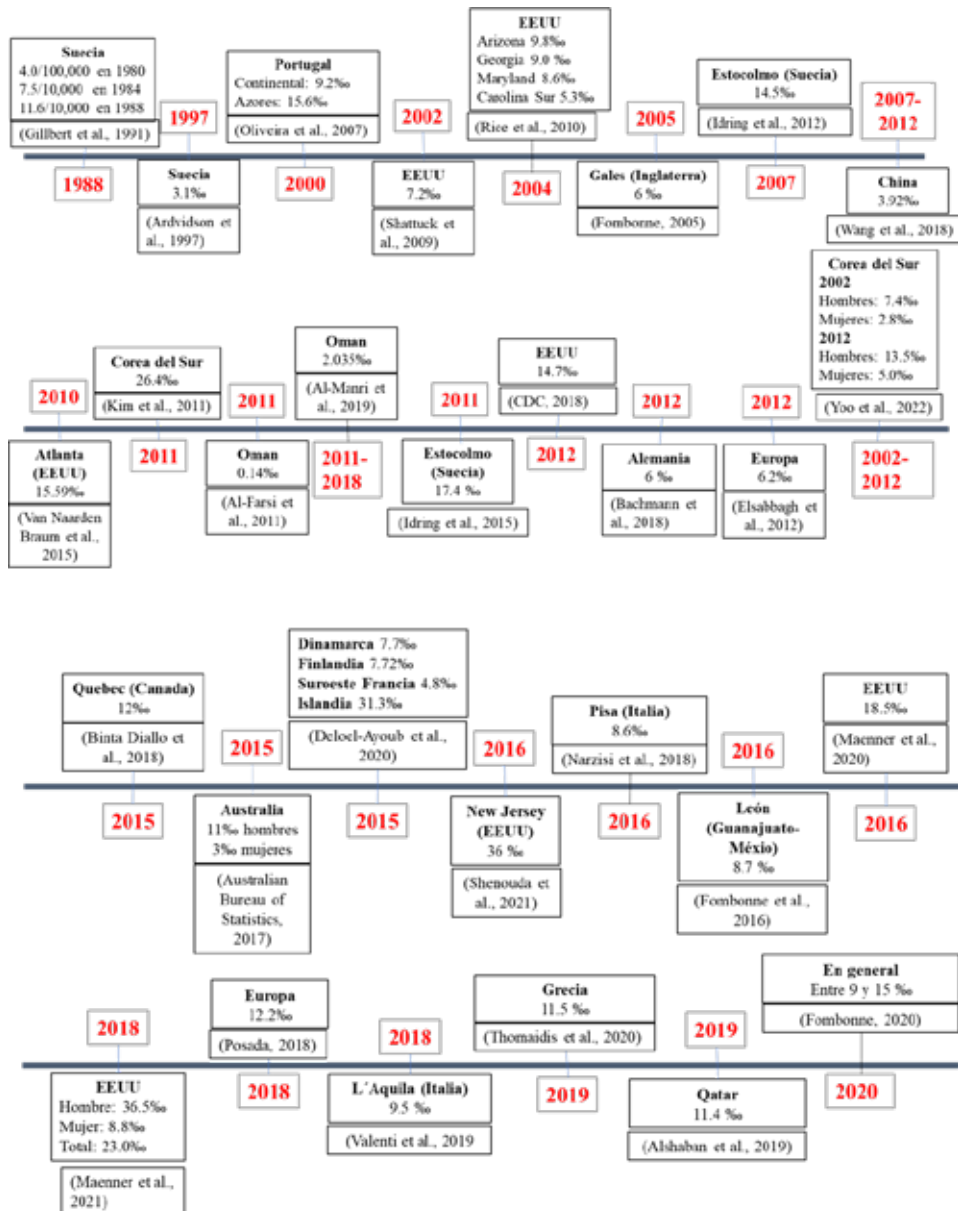 Suecia
4.0/100,000 en 1980
7.5/10,000 en 1984
11.6/10,000 en 1988
(Gillbert et al., 1991)
1988
1997
Suecia
3.1‰
(Ardvidson et
al., 1997)
Portugal
Continental: 9.2‰
Azores: 15.6‰
(Oliveira et al., 2007)
2000
2002
EEUU
7.2‰
(Shattuck et
al., 2009)
EEUU
Arizona 9.8‰
Georgia 9.0 ‰
Maryland 8.6‰
Carolina Sur 5.3‰
(Rice et al., 2010)
2004
2005
Gales (Inglaterra)
6 ‰
(Fombonne, 2005)
Estocolmo (Suecia)
14.5‰
(Idring et al., 2012)
2007
2007-
2012
China
3.92‰
(Wang et al., 2018)
2010
Atlanta
(EEUU)
15.59‰
(Van Naarden
Braum et al.,
2015)
Corea del Sur
26.4‰
(Kim et al., 2011)
2011
2011
Oman
0.14‰
(Al-Farsi et
al., 2011)
Oman
2.035‰
(Al-Manri et
al., 2019)
2011-
2018
2011
Estocolmo
(Suecia)
17.4 ‰
(Idring et al., 2015)
EEUU
14.7‰
(CDC, 2018)
2012
2012
Alemania
6 ‰
(Bachmann et
al., 2018)
2012
Europa
6.2‰
(Elsabbagh et
al., 2012)
Corea del Sur
2002
Hombres: 7.4‰
Mujeres: 2.8‰
2012
Hombres: 13.5‰
Mujeres: 5.0‰
(Yoo et al., 2022)
2002-
2012
Quebec (Canada)
12‰
(Binta Diallo et
al., 2018)
2015
2015
Australia
11‰ hombres
3‰ mujeres
(Australian
Bureau of
Statistics,
2017)
Dinamarca 7.7‰
Finlandia 7.72‰
Suroeste Francia 4.8‰
Islandia 31.3‰
(Delocl-Ayoub et al.,
2020)
2015
2016
New Jersey
(EEUU)
36 ‰
(Shenouda et
al., 2021)
Pisa (Italia)
8.6‰
(Narzisi et al., 2018)
2016
2016
León
(Guanajuato-
Méxio)
8.7 ‰
(Fombonne et al.,
2016)
EEUU
18.5‰
(Maenner et al.,
2020)
2016
2018
EEUU
Hombre: 36.5‰
Mujer: 8.8‰
Total: 23.0‰
(Maenner et al.,
2021)
Europa
12.2‰
(Posada, 2018)
2018
2018
L´Aquila (Italia)
9.5 ‰
(Valenti et al., 2019
Grecia
11.5 ‰
(Thomaidis et al., 2020)
2019
2019
Qatar
11.4 ‰
(Alshaban et al., 2019)
En general
Entre 9 y 15 ‰
(Fombonne, 2020)
2020